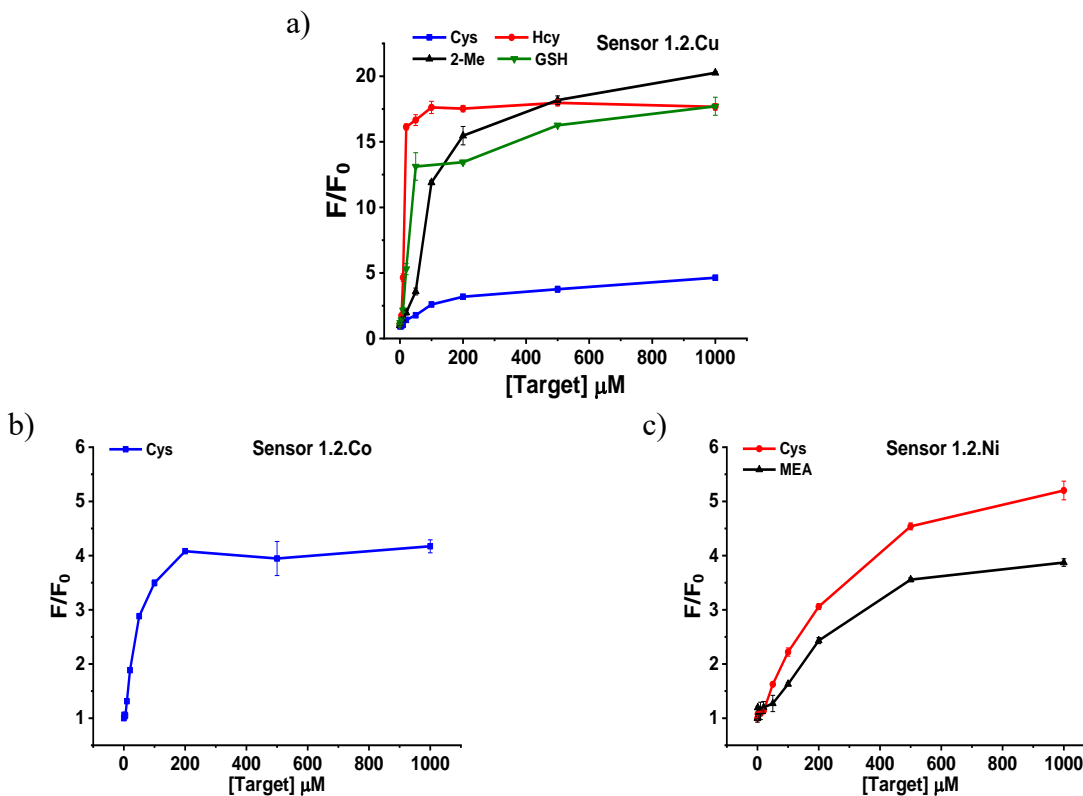 a)
Cys Hcy
2-Me GSH
Sensor 1.2.Cu
20
15
10
5
0
F/F₀
0 200 400 600 800 1000
[Target] μM
b)
Cys
Sensor 1.2.Co
6
5
4
3
2
1
F/F₀
0 200 400 600 800 1000
[Target] μM
c)
Cys
MEA
Sensor 1.2.Ni
6
5
4
3
2
1
F/F₀
0 200 400 600 800 1000
[Target] μM